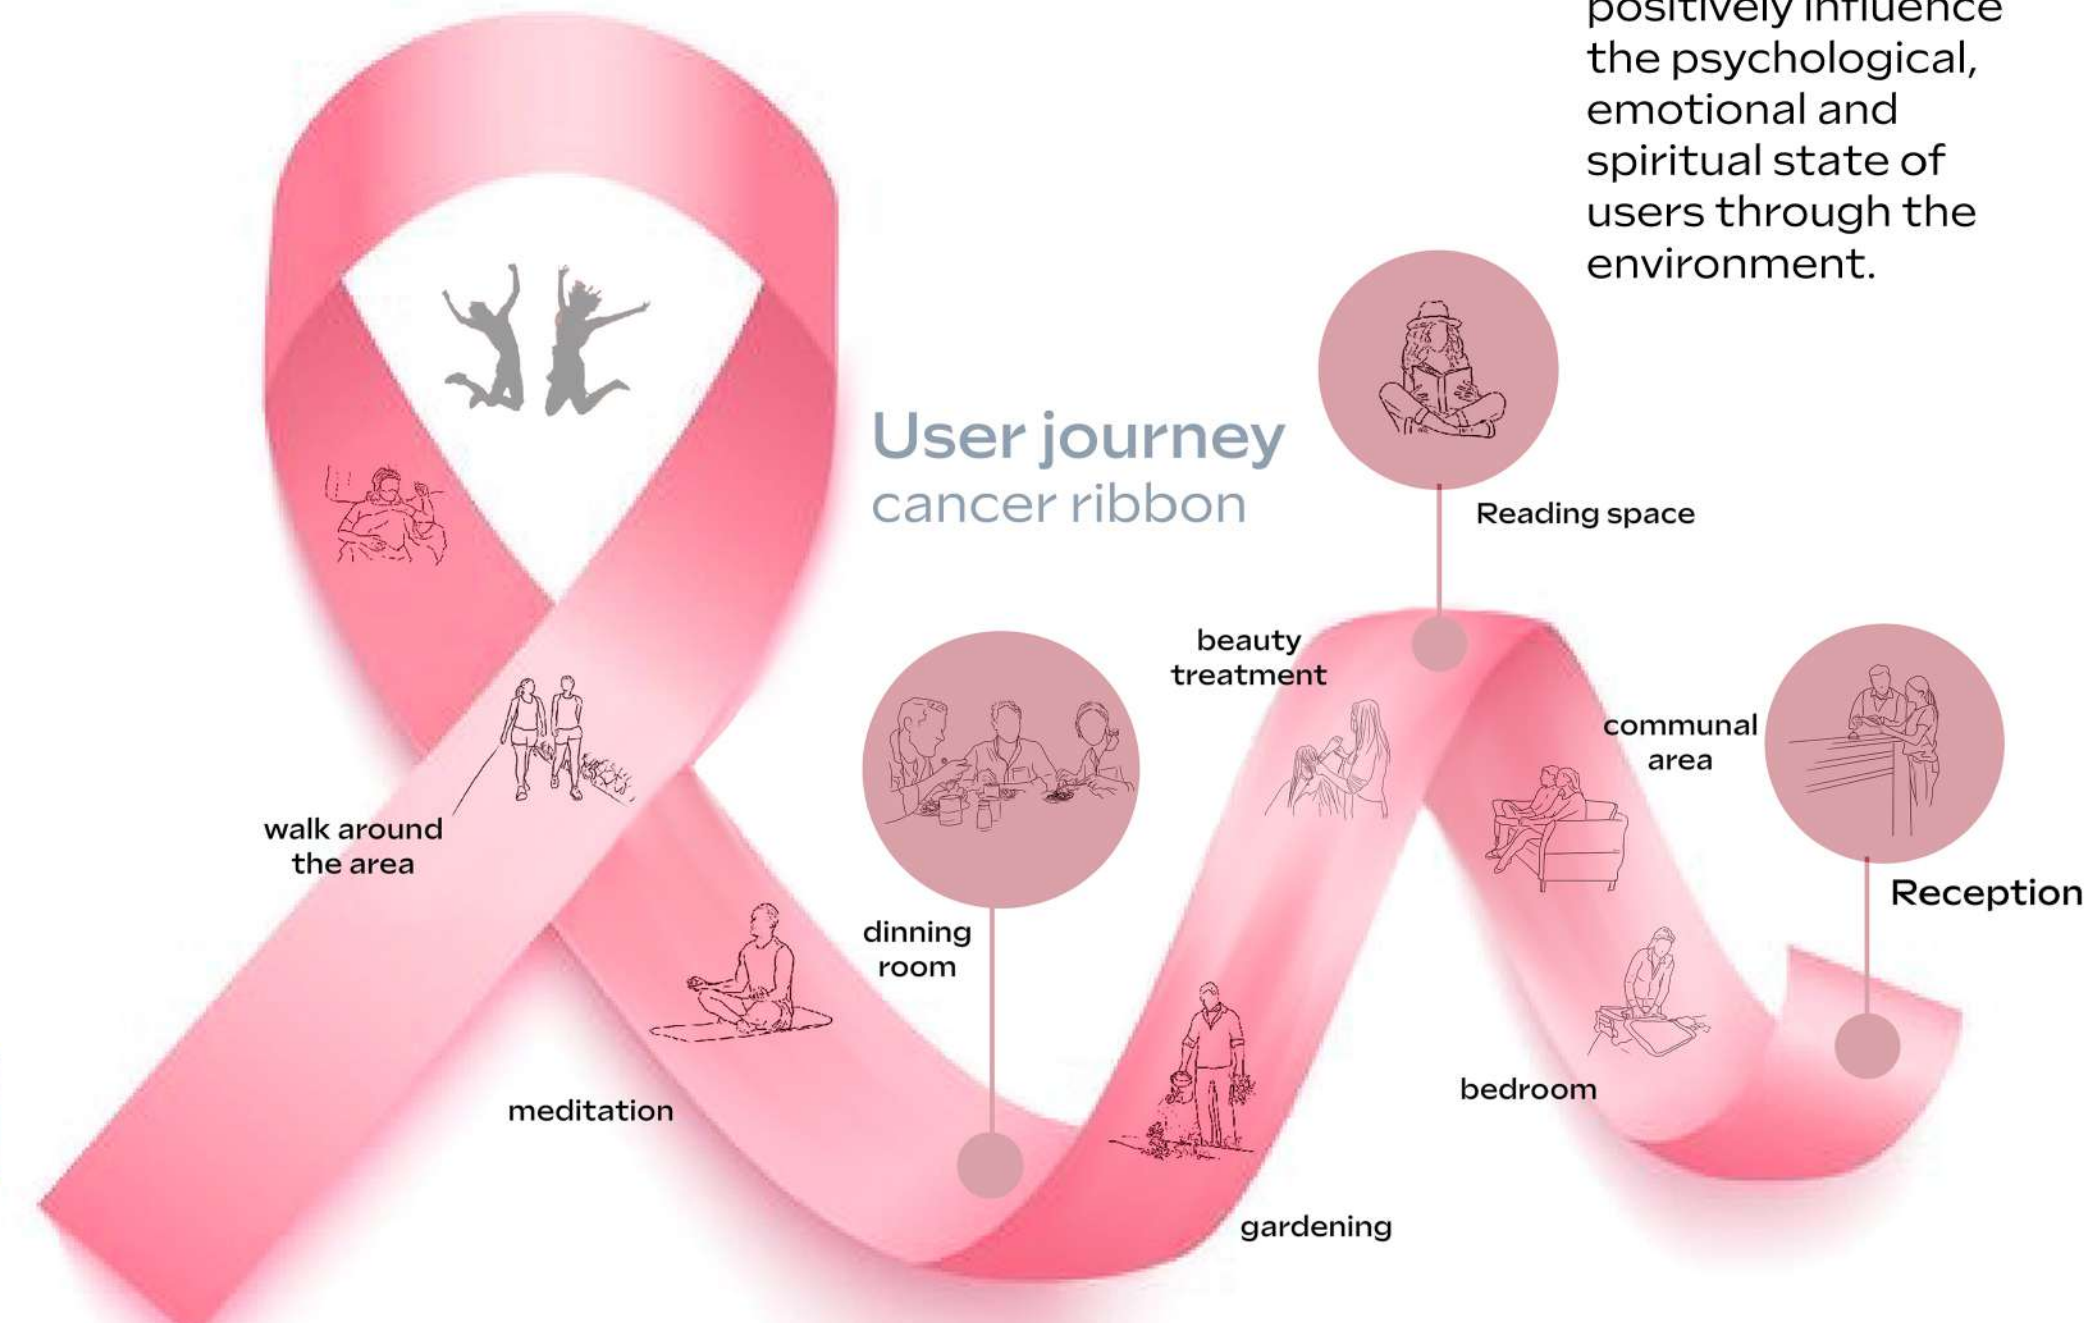 positively influence
the psychological,
emotional and
spiritual state of
users through the
environment.
User journey
cancer ribbon
Reading space
beauty
treatment
communal
area
Reception
walk around
the area
dinning
room
bedroom
meditation
gardening